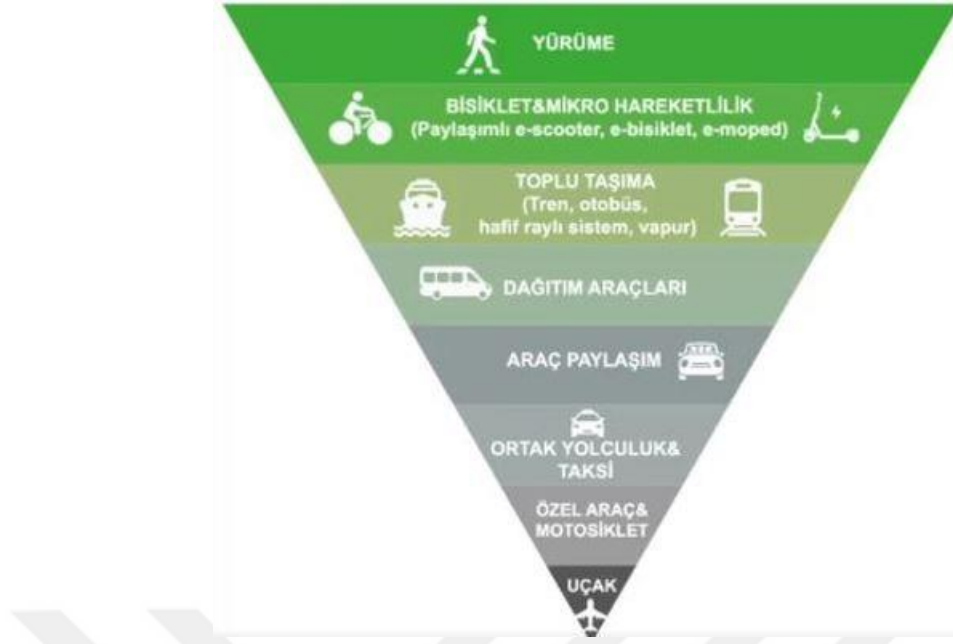 YÜRÜME
BİSİKLET&MİKRO HAREKETLİLİK
(Paylaşımlı e-scooter, e-bisiklet, e-moped)
TOPLU TAŞIMA
(Tren, otobüs,
hafif raylı sistem, vapur)
DAĞITIM ARAÇLARI
ARAÇ PAYLAŞIM
ORTAK YOLCULUK&
TAKSİ
ÖZEL ARAÇ&
MOTOSİKLET
UÇAK